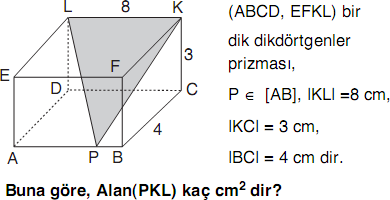 L 8 K
(ABCD, EFKL) bir
dik dikdörtgenler
prizması,
E F 3
D C
P ∈ [AB], |KL| =8 cm,
4
|KC| = 3 cm,
A P B
|BC| = 4 cm dir.
Buna göre, Alan(PKL) kaç cm² dir?